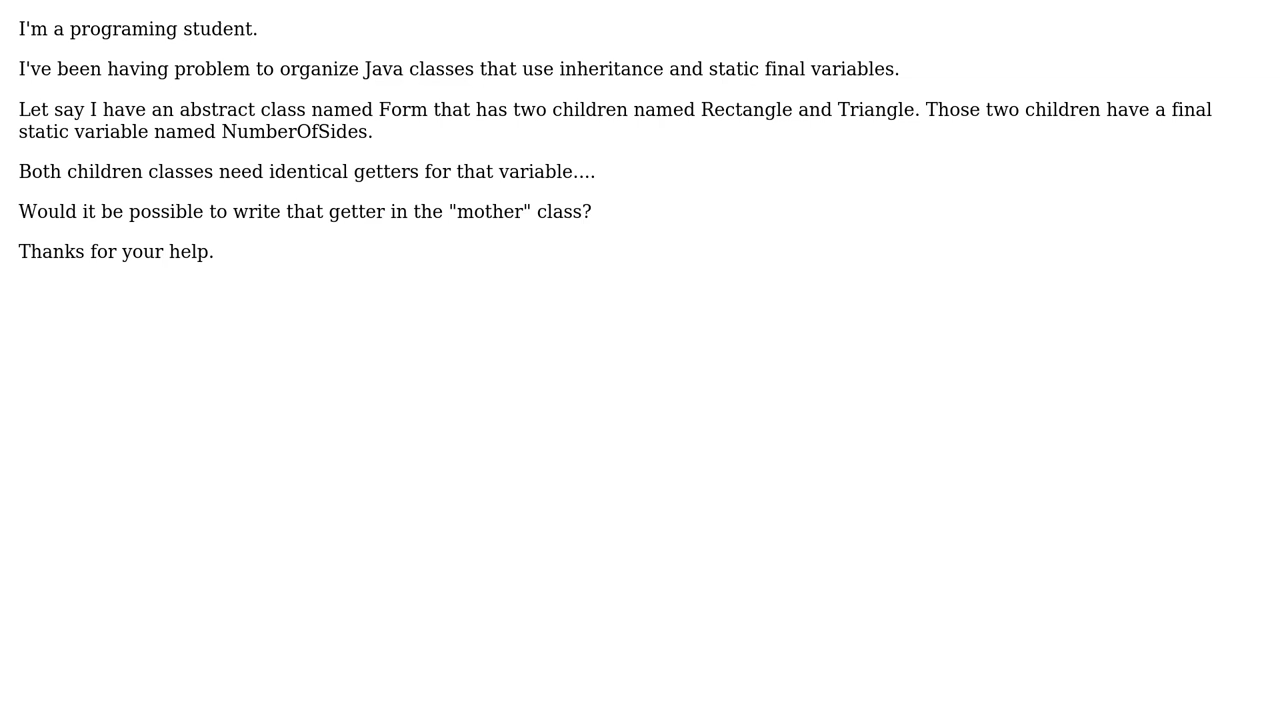 I'm a programing student.
I've been having problem to organize Java classes that use inheritance and static final variables.
Let say I have an abstract class named Form that has two children named Rectangle and Triangle. Those two children have a final
static variable named NumberOfSides.
Both children classes need identical getters for that variable....
Would it be possible to write that getter in the "mother" class?
Thanks for your help.